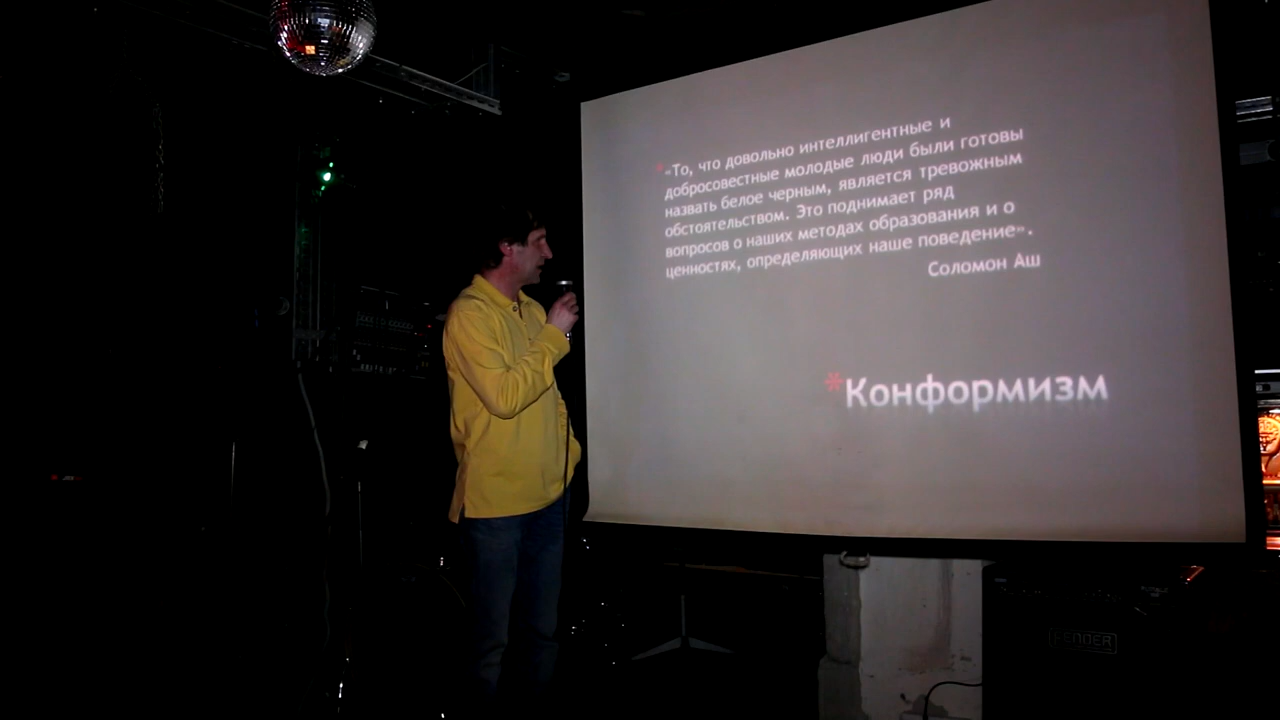 *«То, что довольно интеллигентные и
добросовестные молодые люди были готовы
назвать белое черным, является тревожным
обстоятельством. Это поднимает ряд
вопросов о наших методах образования и о
ценностях, определяющих наше поведение».
Соломон Аш
*Конформизм
FENDER